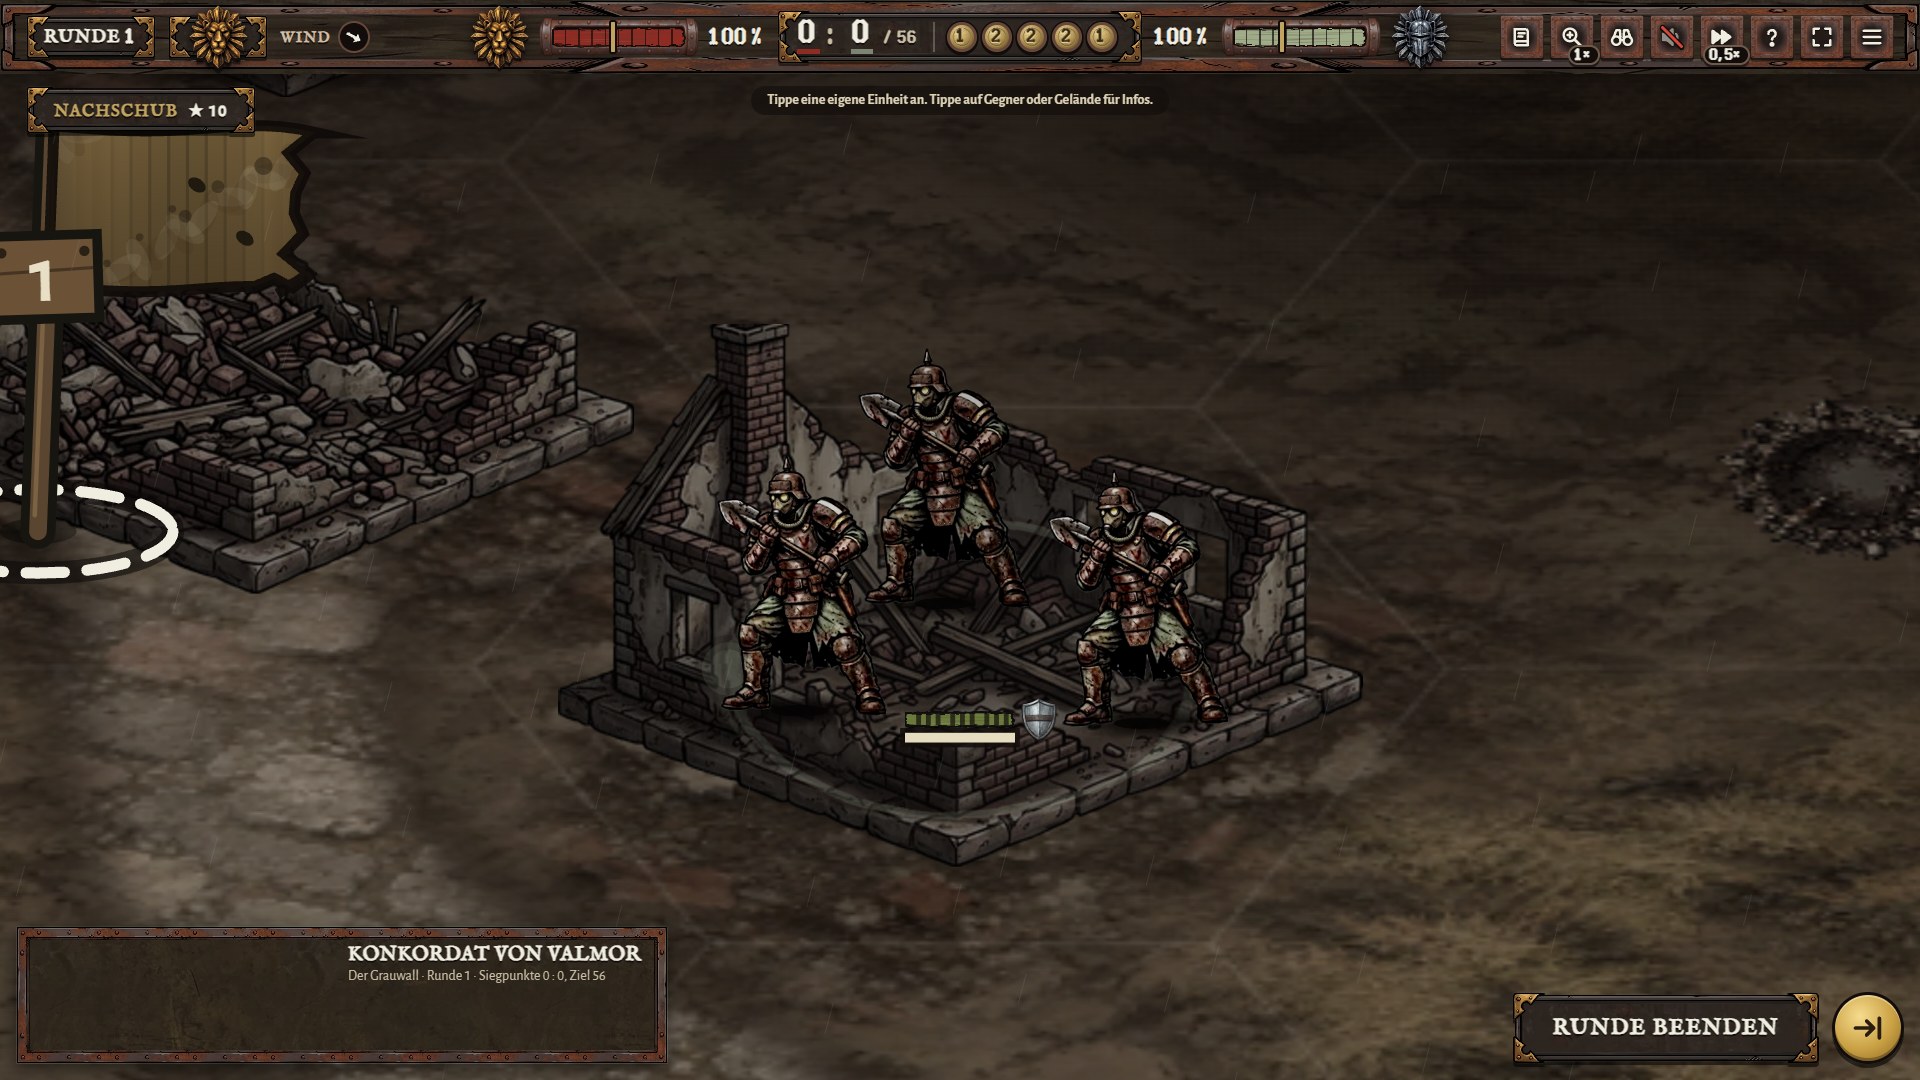 RUNDE 1
WIND
100%
0 : 0 / 56
1 2 2 2 1
100%
1×
0,5×
?
NACHSCHUB ★ 10
Tippe eine eigene Einheit an. Tippe auf Gegner oder Gelände für Infos.
1
KONKORDAT VON VALMOR
Der Grauwall · Runde 1 · Siegpunkte 0 : 0, Ziel 56
RUNDE BEENDEN